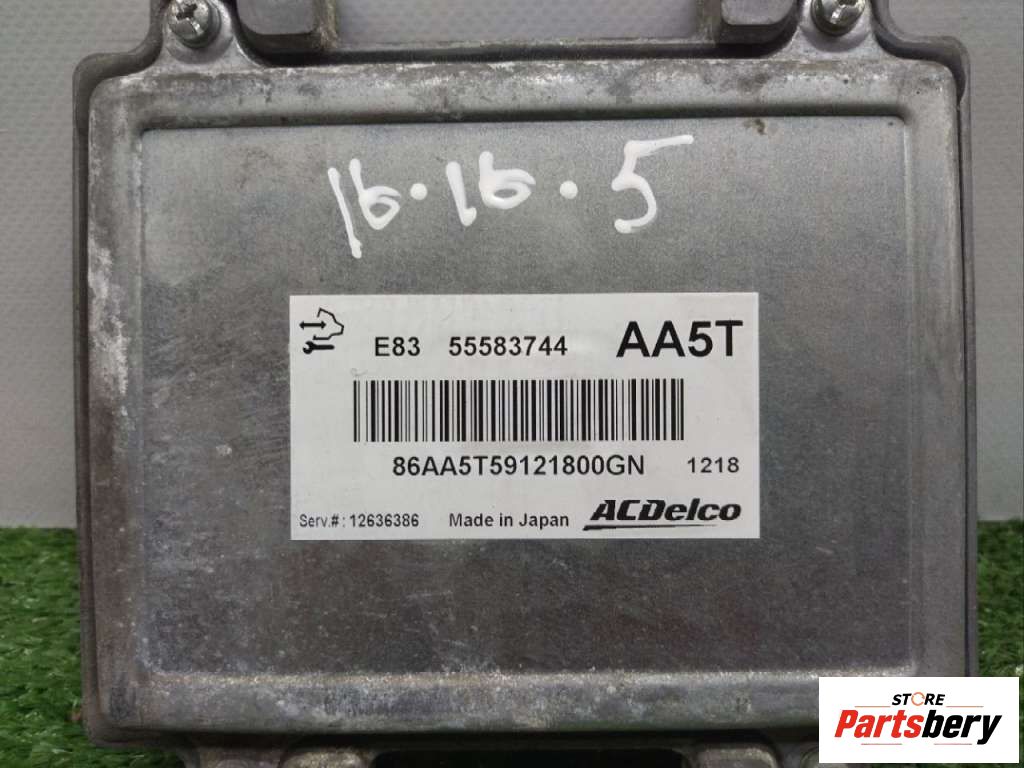 16.16.5
E83 55583744 AA5T
86AA5T59121800GN 1218
Serv.#: 12636386 Made in Japan ACDelco
STORE
Partsbery